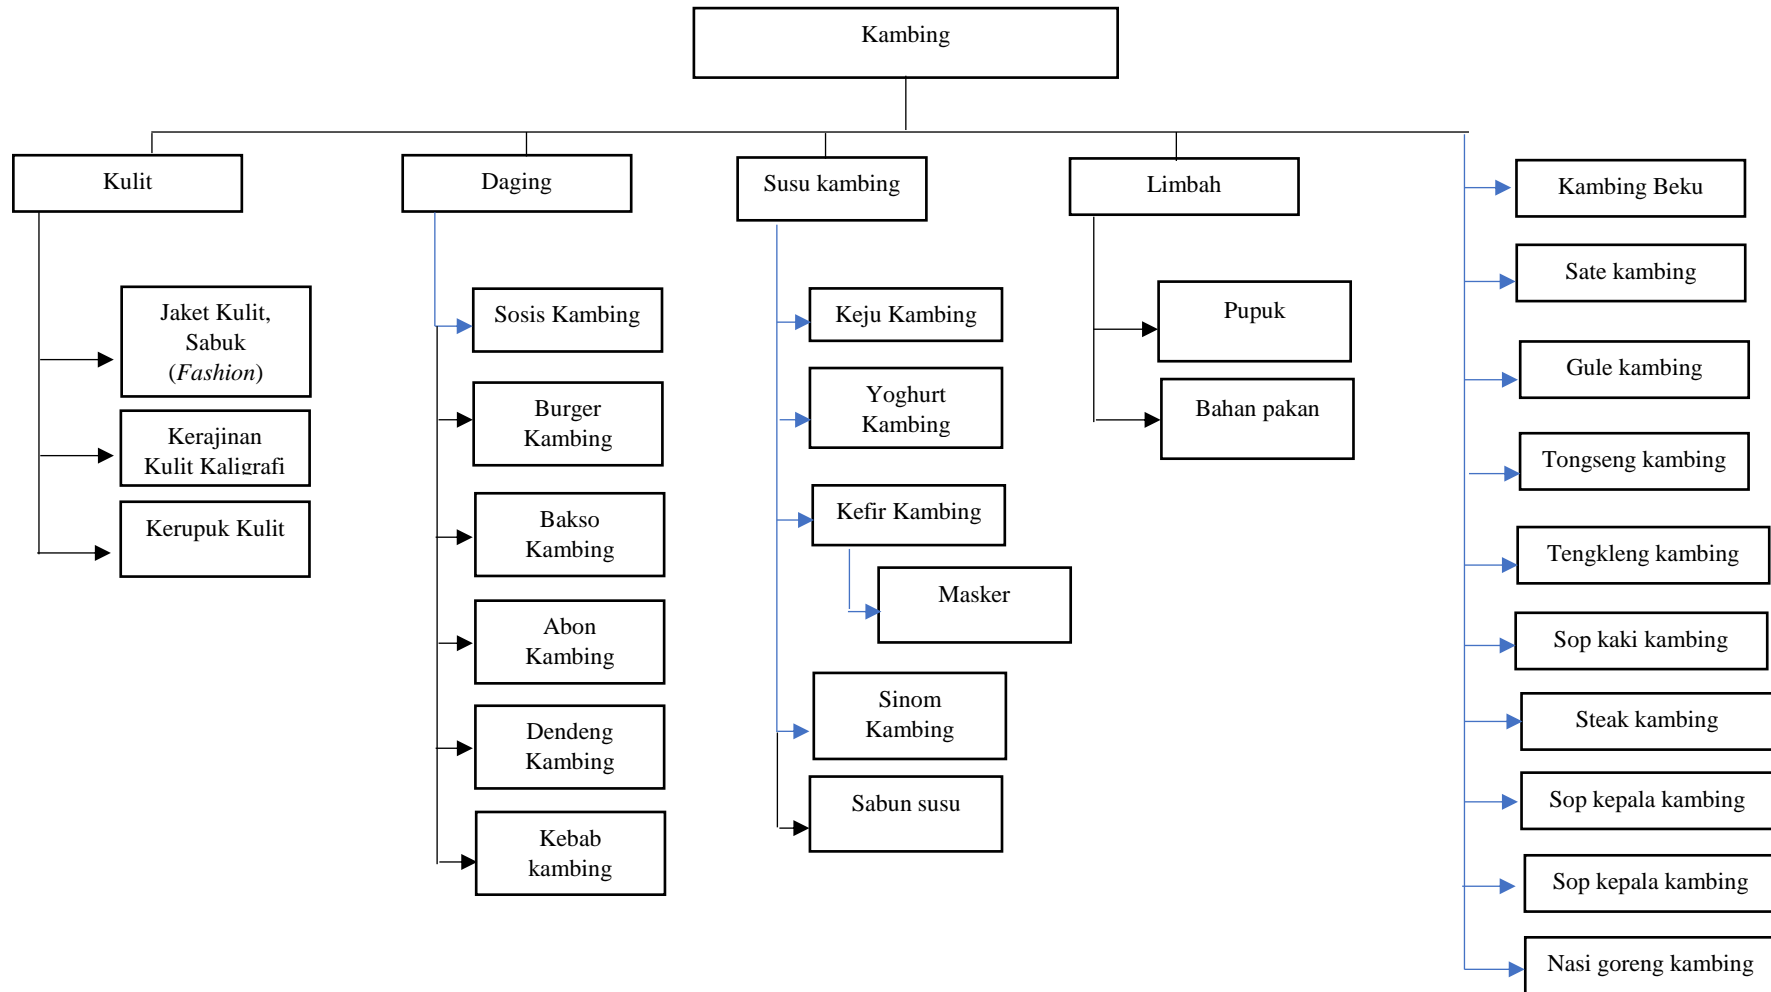 Kambing
Kulit
Daging
Susu kambing
Limbah
Jaket Kulit,
Sabuk
(Fashion)
Kerajinan
Kulit Kaligrafi
Kerupuk Kulit
Sosis Kambing
Burger
Kambing
Bakso
Kambing
Abon
Kambing
Dendeng
Kambing
Kebab
kambing
Keju Kambing
Yoghurt
Kambing
Kefir Kambing
Masker
Sinom
Kambing
Sabun susu
Pupuk
Bahan pakan
Kambing Beku
Sate kambing
Gule kambing
Tongseng kambing
Tengkleng kambing
Sop kaki kambing
Steak kambing
Sop kepala kambing
Sop kepala kambing
Nasi goreng kambing